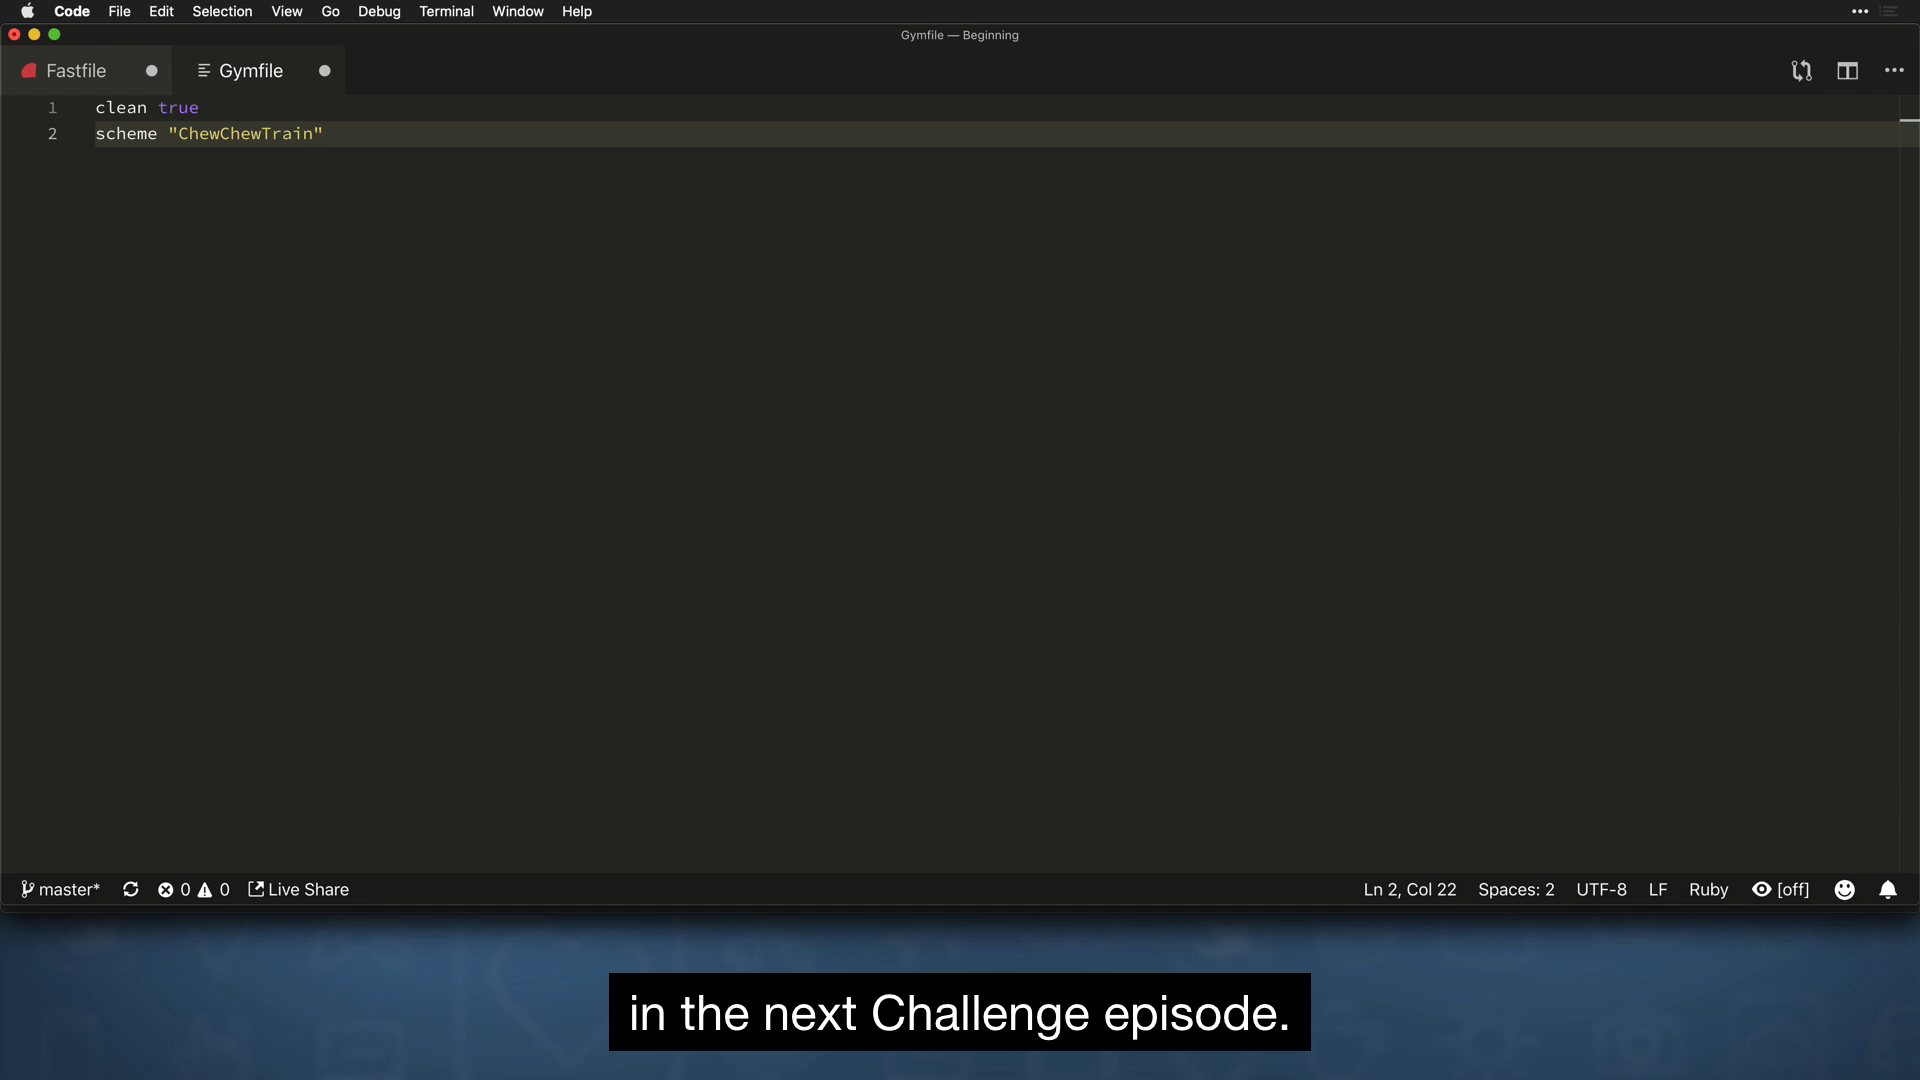 Code File Edit Selection View Go Debug Terminal Window Help
Gymfile — Beginning
Fastfile Gymfile
1 clean true
2 scheme "ChewChewTrain"
master* 0 0 Live Share Ln 2, Col 22 Spaces: 2 UTF-8 LF Ruby [off]
in the next Challenge episode.